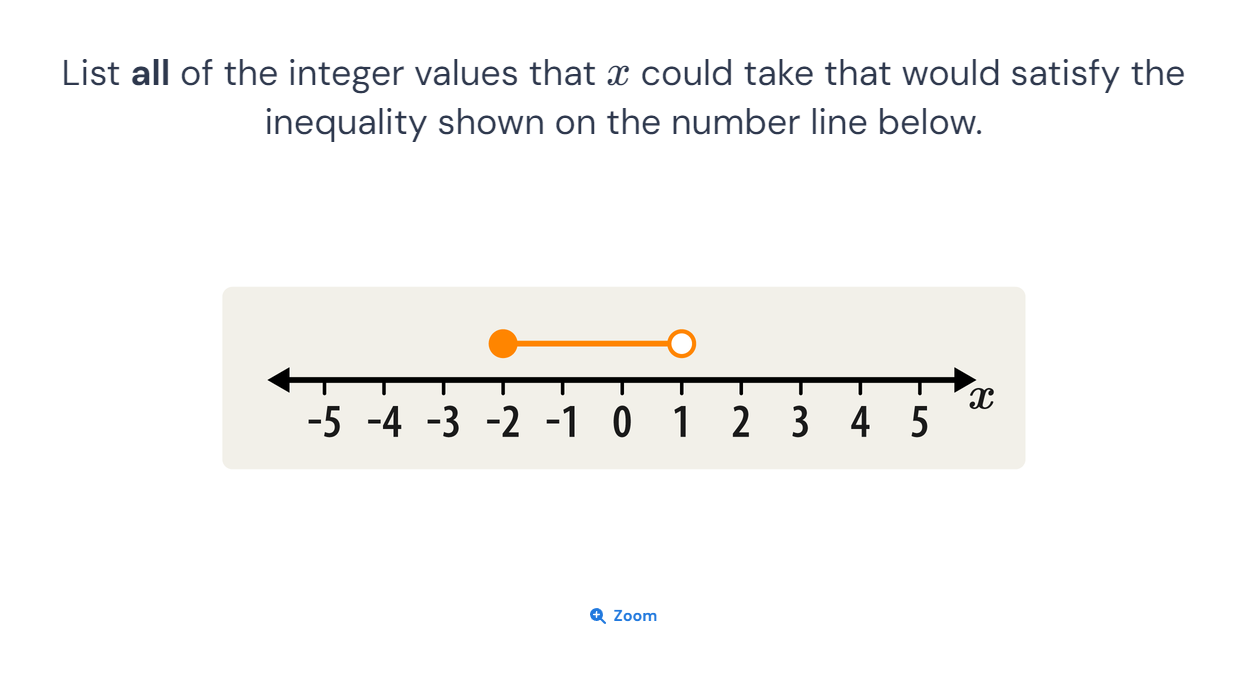 List all of the integer values that x could take that would satisfy the
inequality shown on the number line below.
-5 -4 -3 -2 -1 0 1 2 3 4 5 x
Zoom